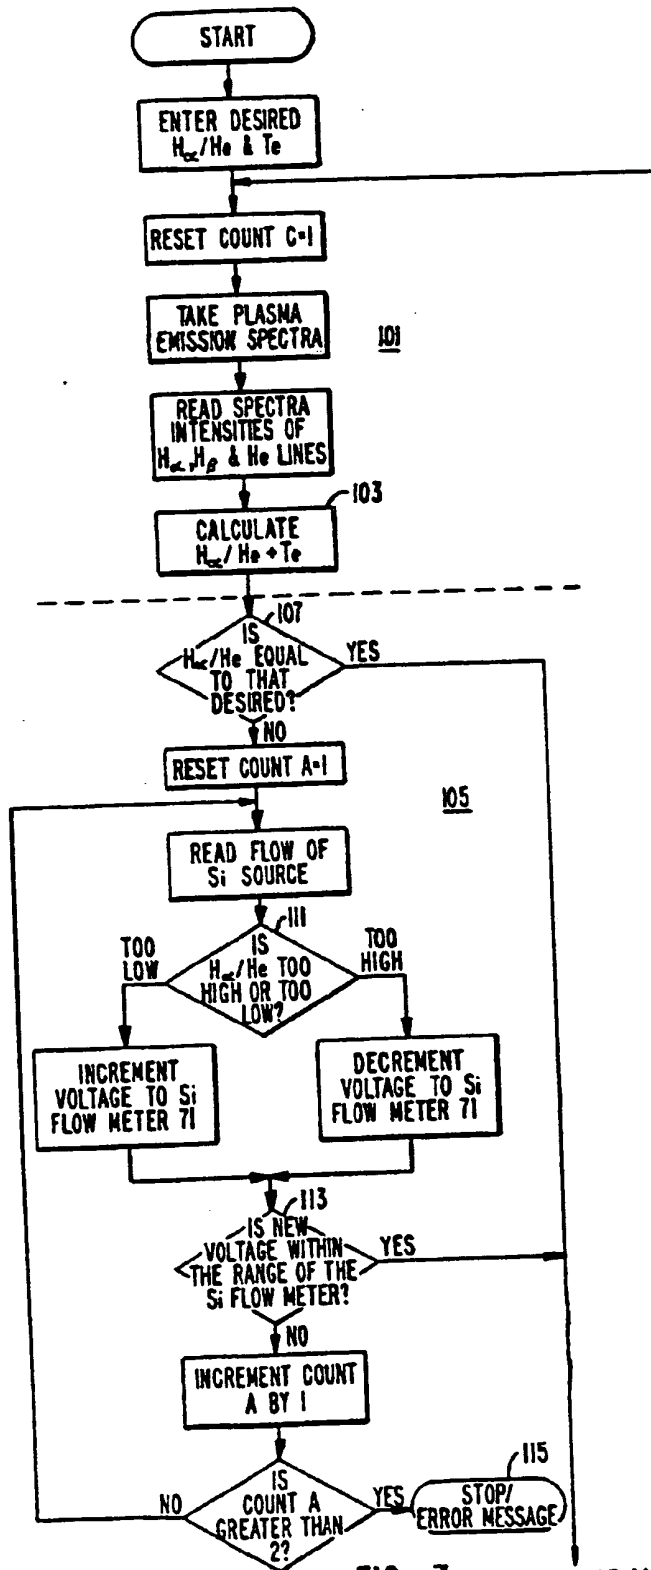 START
ENTER DESIRED
Hα/He & Te
RESET COUNT C=1
TAKE PLASMA
EMISSION SPECTRA
101
READ SPECTRA
INTENSITIES OF
Hα, Hβ & He LINES
103
CALCULATE
Hα/He + Te
107
IS
Hα/He EQUAL
TO THAT
DESIRED?
YES
NO
RESET COUNT A=1
105
READ FLOW OF
Si SOURCE
111
IS
Hα/He TOO
HIGH OR TOO
LOW?
TOO
LOW
TOO
HIGH
INCREMENT
VOLTAGE TO Si
FLOW METER 71
DECREMENT
VOLTAGE TO Si
FLOW METER 71
113
IS NEW
VOLTAGE WITHIN
THE RANGE OF THE
Si FLOW METER?
YES
NO
INCREMENT COUNT
A BY 1
IS
COUNT A
GREATER THAN
2?
NO
YES
115
STOP/
ERROR MESSAGE